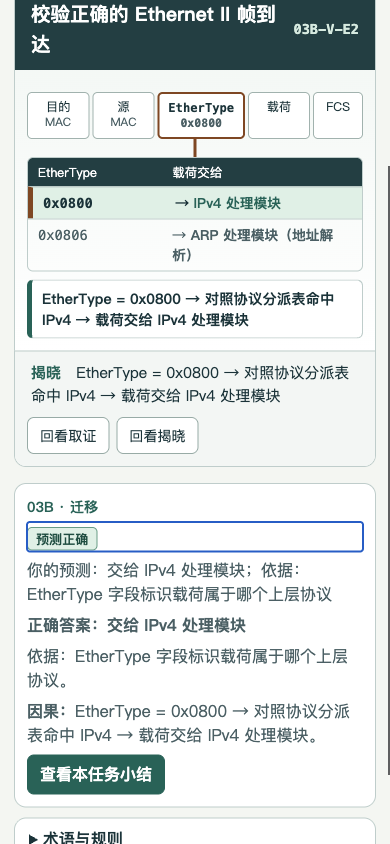 校验正确的 Ethernet II 帧到
达
03B-V-E2
目的
MAC
源
MAC
EtherType
0x0800
载荷
FCS
EtherType 载荷交给
0x0800 → IPv4 处理模块
0x0806 → ARP 处理模块（地址解
析）
EtherType = 0x0800 → 对照协议分派表命中
IPv4 → 载荷交给 IPv4 处理模块
揭晓 EtherType = 0x0800 → 对照协议分派表
命中 IPv4 → 载荷交给 IPv4 处理模块
回看取证 回看揭晓
03B · 迁移
预测正确
你的预测：交给 IPv4 处理模块；依据：
EtherType 字段标识载荷属于哪个上层协议
正确答案：交给 IPv4 处理模块
依据：EtherType 字段标识载荷属于哪个上层
协议。
因果：EtherType = 0x0800 → 对照协议分派
表命中 IPv4 → 载荷交给 IPv4 处理模块。
查看本任务小结
▶ 术语与规则